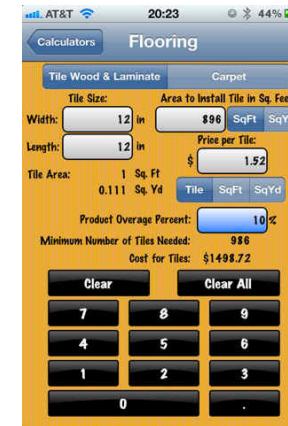 AT&T 20:23 44%
Calculators Flooring
Tile Wood & Laminate Carpet
Tile Size: Area to Install Tile in Sq. Fee
Width: 12 in 896 SqFt SqY
Length: 12 in Price per Tile:
$ 1.52
Tile Area: 1 Sq. Ft
0.111 Sq. Yd Tile SqFt SqYd
Product Overage Percent: 10 %
Minimum Number of Tiles Needed: 986
Cost for Tiles: $1498.72
Clear Clear All
7 8 9
4 5 6
1 2 3
0 .